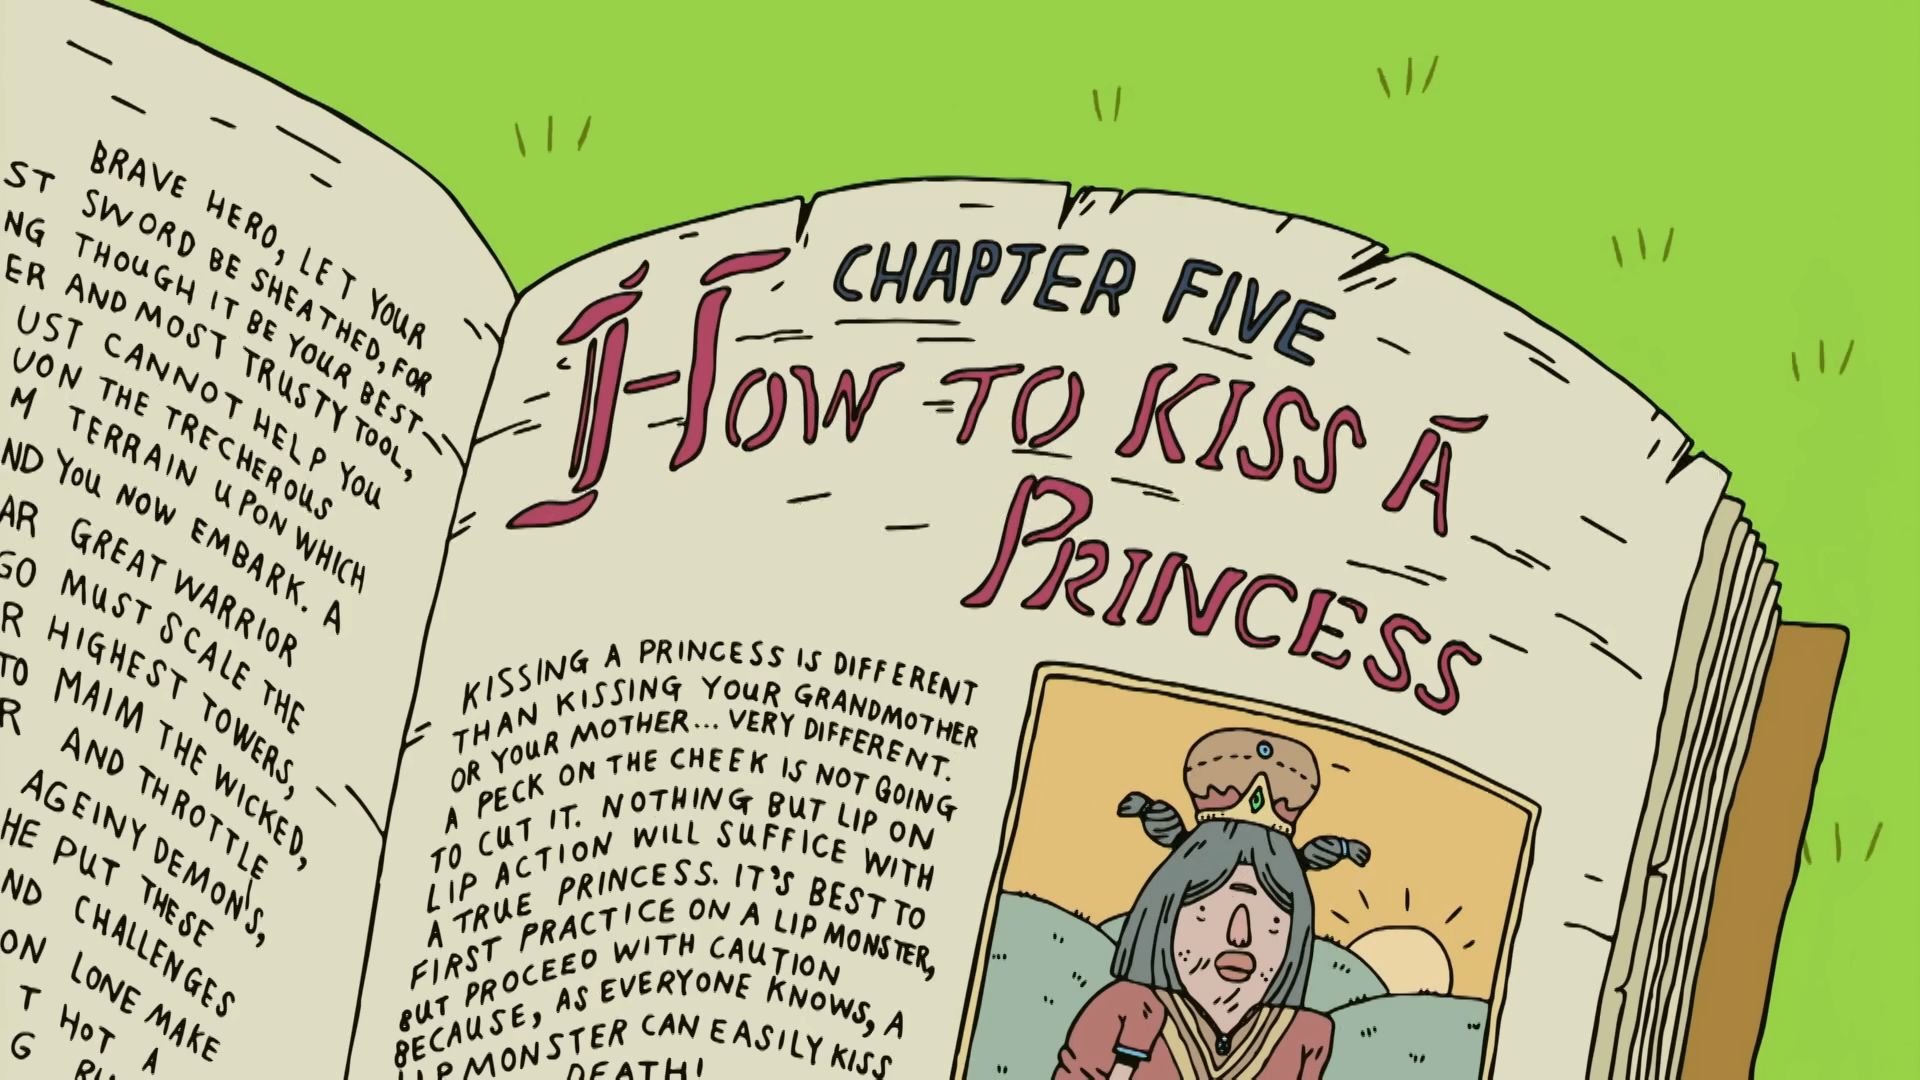 BRAVE HERO, LET YOUR
ST SWORD BE SHEATHED, FOR
NG THOUGH IT BE YOUR BEST
ER AND MOST TRUSTY TOOL,
UST CANNOT HELP YOU
UON THE TRECHEROUS
M TERRAIN UPON WHICH
ND YOU NOW EMBARK. A
AR GREAT WARRIOR
GO MUST SCALE THE
R HIGHEST TOWERS,
TO MAIM THE WICKED,
R AND THROTTLE
AGEINY DEMON'S,
HE PUT THESE
ND CHALLENGES
ON LONE MAKE
T HOT A
G
CHAPTER FIVE
HOW TO KISS A
PRINCESS
KISSING A PRINCESS IS DIFFERENT
THAN KISSING YOUR GRANDMOTHER
OR YOUR MOTHER... VERY DIFFERENT.
A PECK ON THE CHEEK IS NOT GOING
TO CUT IT. NOTHING BUT LIP ON
LIP ACTION WILL SUFFICE WITH
A TRUE PRINCESS. IT'S BEST TO
FIRST PRACTICE ON A LIP MONSTER,
BUT PROCEED WITH CAUTION
BECAUSE, AS EVERYONE KNOWS, A
LIP MONSTER CAN EASILY KISS
DEATH!